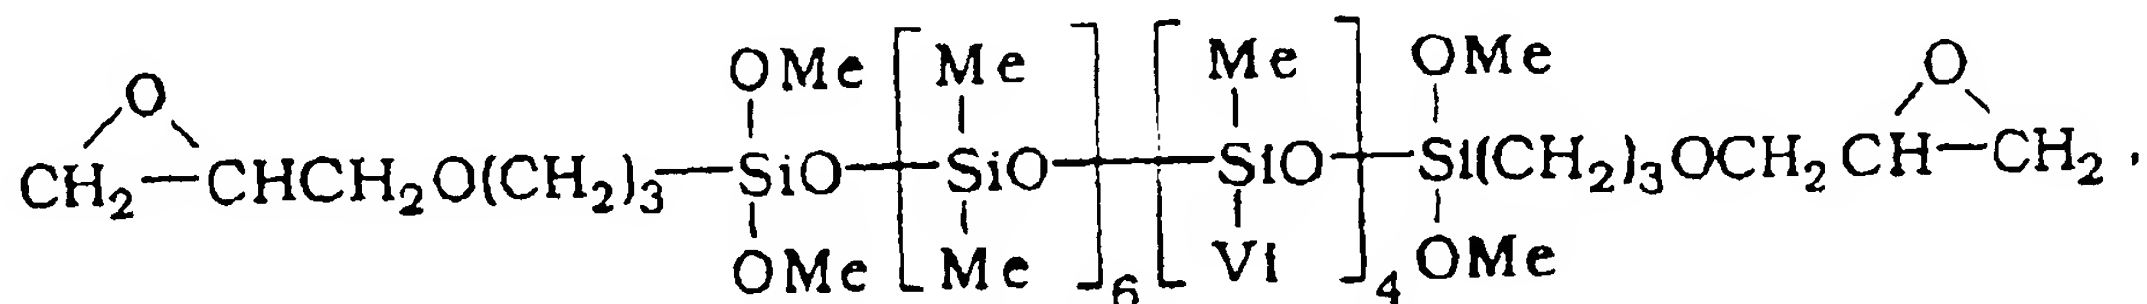 O OMe Me Me OMe O
CH2—CHCH2O(CH2)3—SiO—SiO—SiO—Si(CH2)3OCH2CH—CH2,
OMe Me 6 Vi 4 OMe